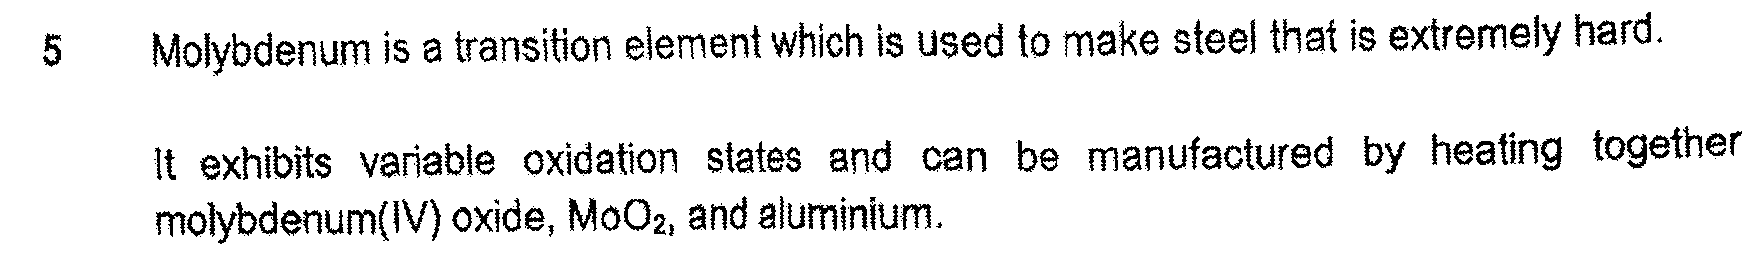 5 Molybdenum is a transition element which is used to make steel that is extremely hard.
It exhibits variable oxidation states and can be manufactured by heating together
molybdenum(IV) oxide, MoO₂, and aluminium.